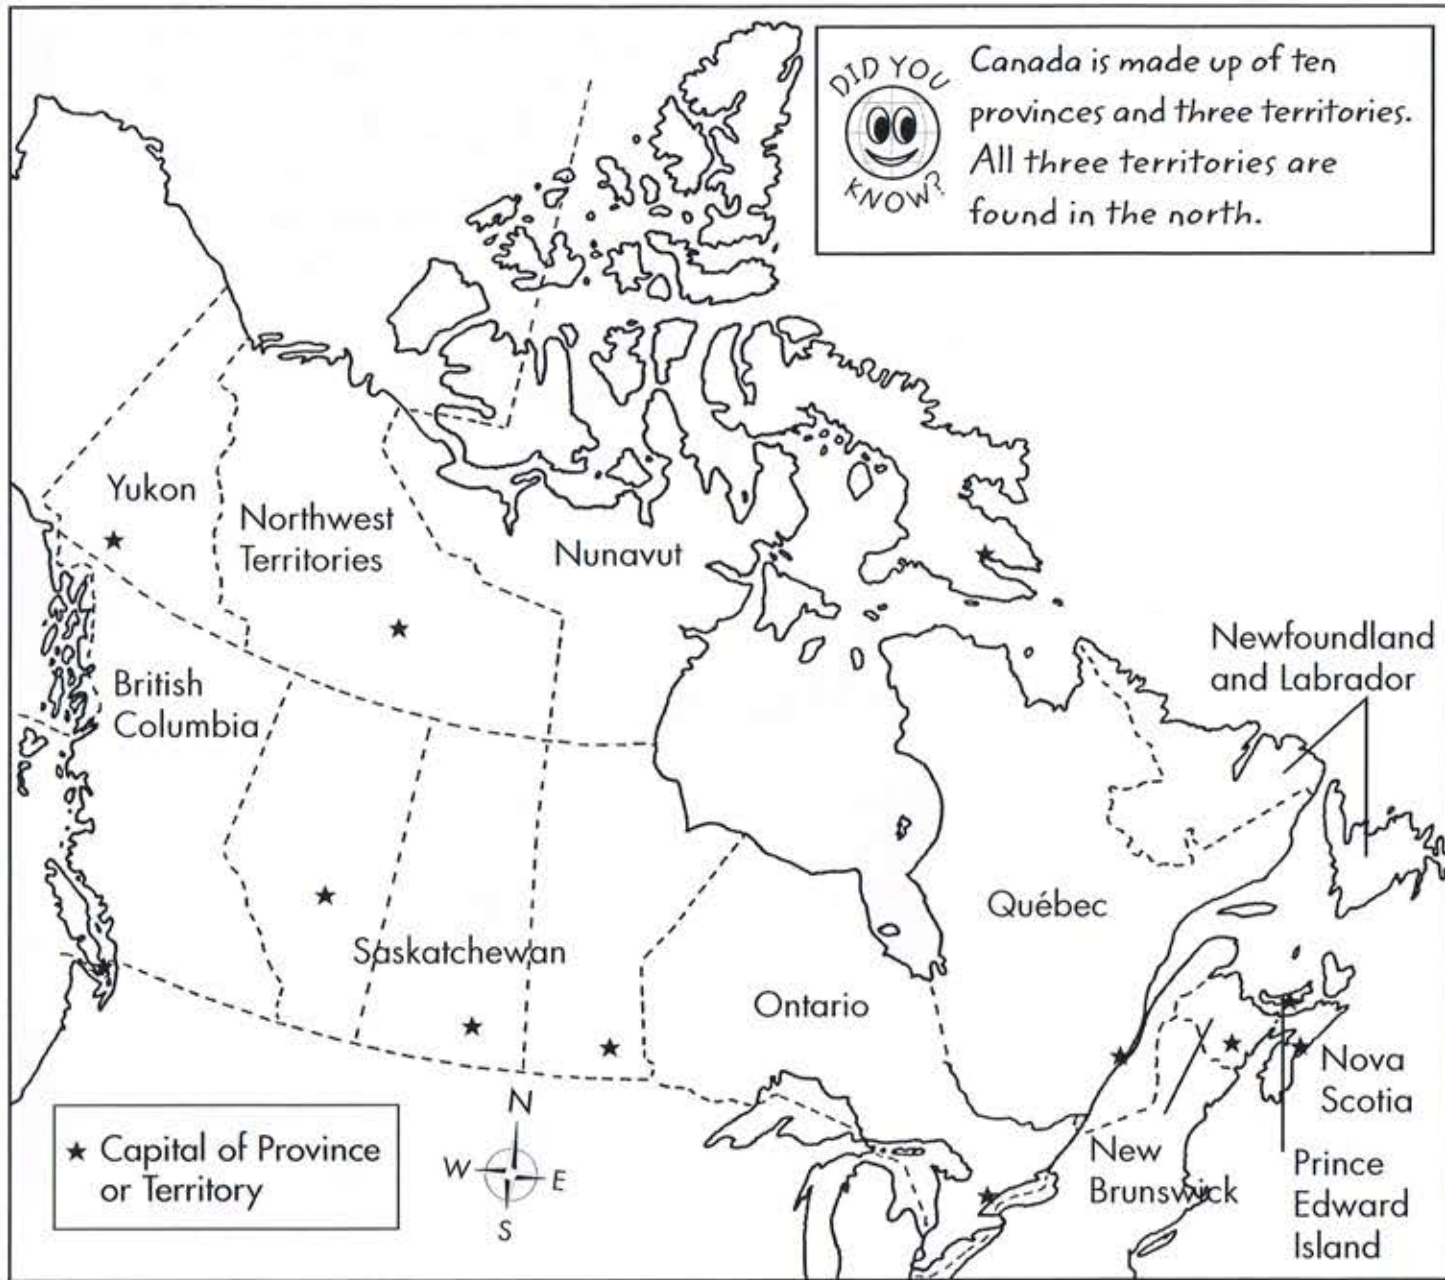 DID YOU
KNOW?
Canada is made up of ten
provinces and three territories.
All three territories are
found in the north.
Yukon
Northwest
Territories
Nunavut
British
Columbia
Newfoundland
and Labrador
Saskatchewan
Québec
Ontario
Nova
Scotia
New
Brunswick
Prince
Edward
Island
★ Capital of Province
or Territory
N
W
E
S